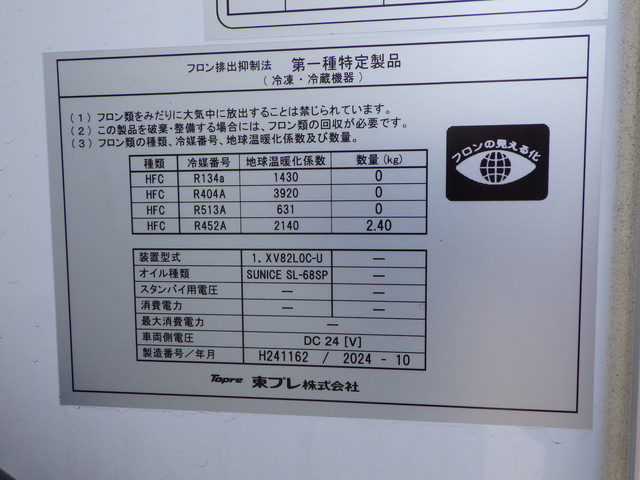 フロン排出抑制法 第一種特定製品
(冷凍・冷蔵機器)
(1) フロン類をみだりに大気中に放出することは禁じられています。
(2) この製品を破棄・整備する場合には、フロン類の回収が必要です。
(3) フロン類の種類、冷媒番号、地球温暖化係数及び数量。
フロンの見える化
種類 冷媒番号 地球温暖化係数 数量(kg)
HFC R134a 1430 0
HFC R404A 3920 0
HFC R513A 631 0
HFC R452A 2140 2.40
装置型式 1. XV82LOC-U —
オイル種類 SUNICE SL-68SP —
スタンバイ用電圧 — —
消費電力 — —
最大消費電力 —
車両側電圧 DC 24 [V]
製造番号/年月 H241162 / 2024 - 10
Topre 東プレ株式会社